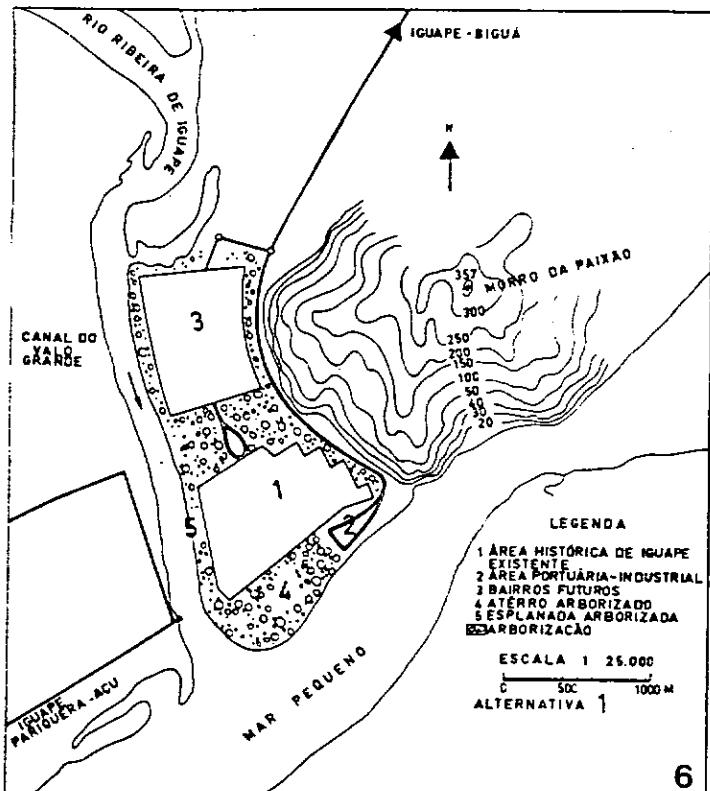 RIO RIBEIRA DE IGUAPE
IGUAPE - BIGUÁ
N
357
MORRO DA PAIXÃO
300
250
200
150
100
50
40
30
20
3
CANAL DO
VALO
GRANDE
1
2
5
4
MAR PEQUENO
IGUAPE
PARIQUERA-AÇU
LEGENDA
1 ÁREA HISTÓRICA DE IGUAPE
EXISTENTE
2 ÁREA PORTUÁRIA-INDUSTRIAL
3 BAIRROS FUTUROS
4 ATÉRRO ARBORIZADO
5 ESPLANADA ARBORIZADA
ARBORIZAÇÃO
ESCALA 1 25.000
0 500 1000 M
ALTERNATIVA 1
6